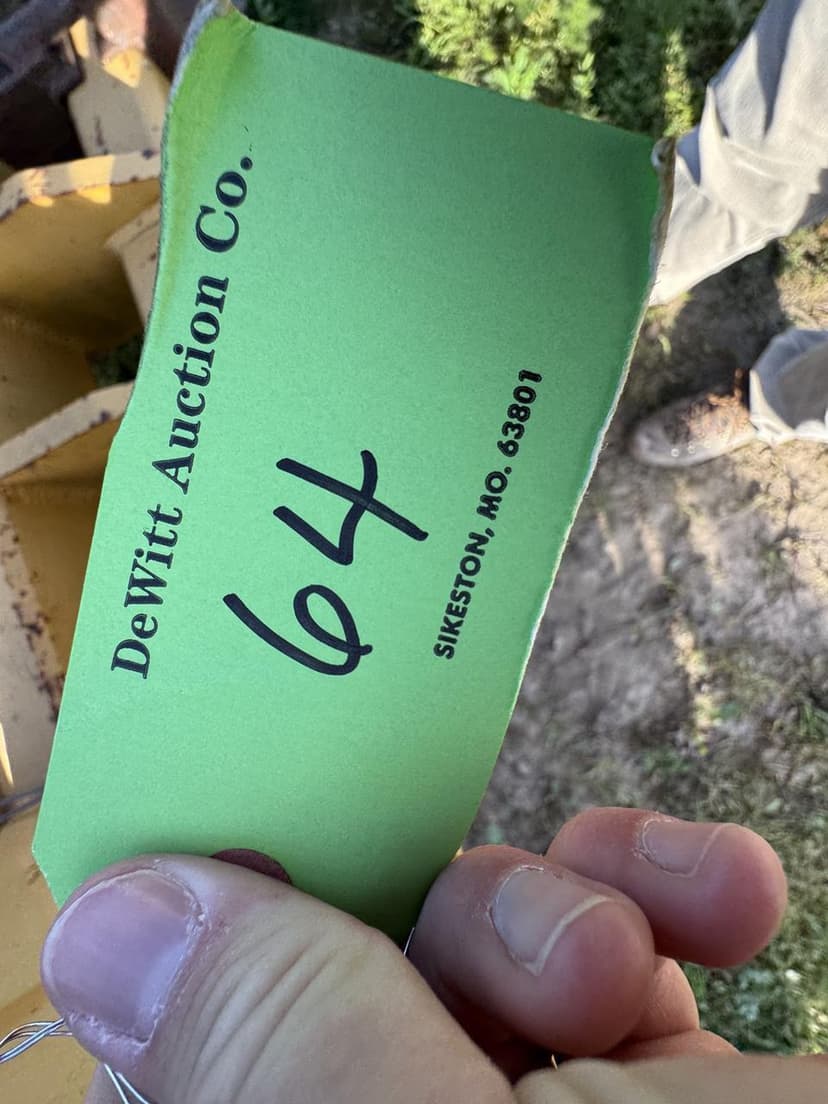 DeWitt Auction Co.
64
SIKESTON, MO. 63801